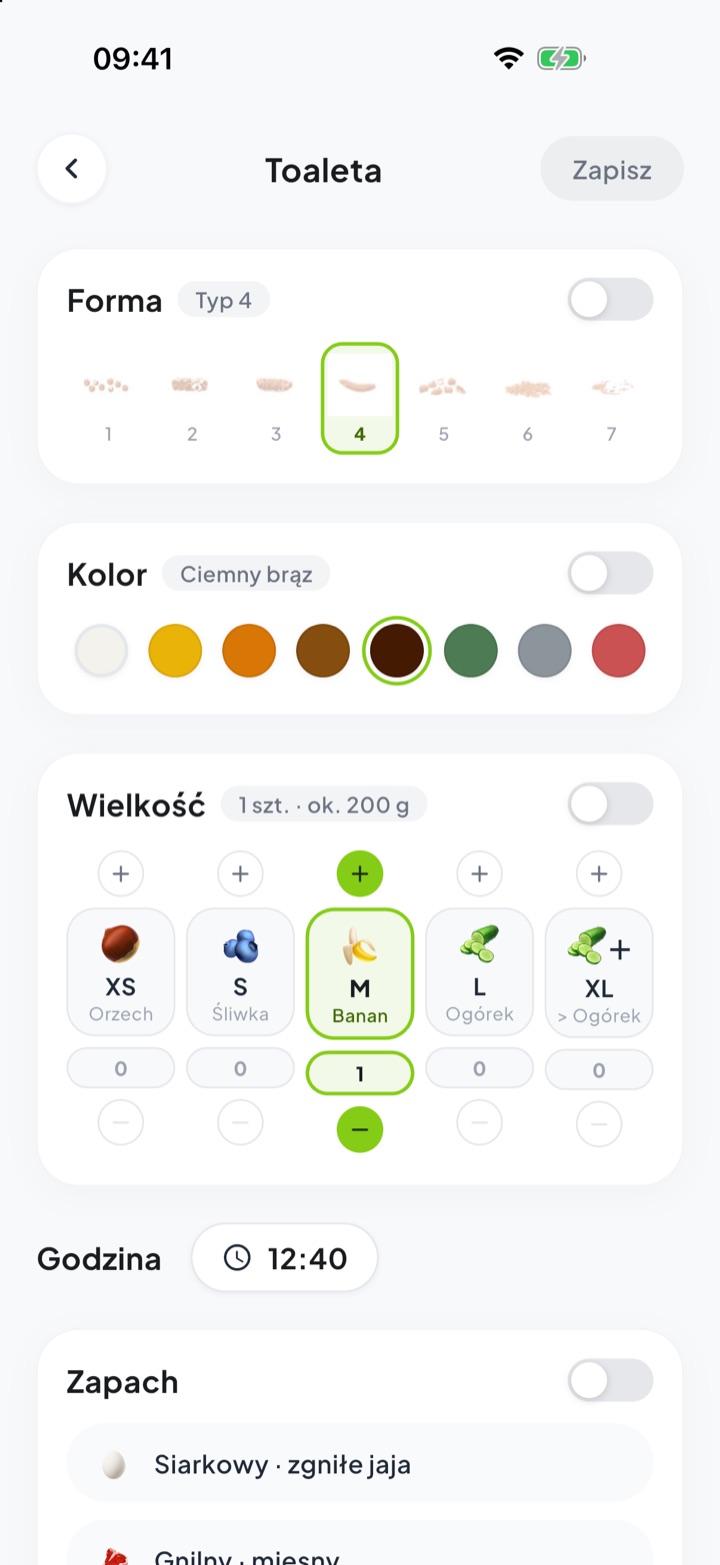 09:41
Toaleta
Zapisz
Forma Typ 4
1 2 3 4 5 6 7
Kolor Ciemny brąz
Wielkość 1 szt. · ok. 200 g
+ + + + +
+
XS S M L XL
Orzech Śliwka Banan Ogórek > Ogórek
0 0 1 0 0
− − − − −
Godzina 12:40
Zapach
Siarkowy · zgniłe jaja
Gnilny · mięsny